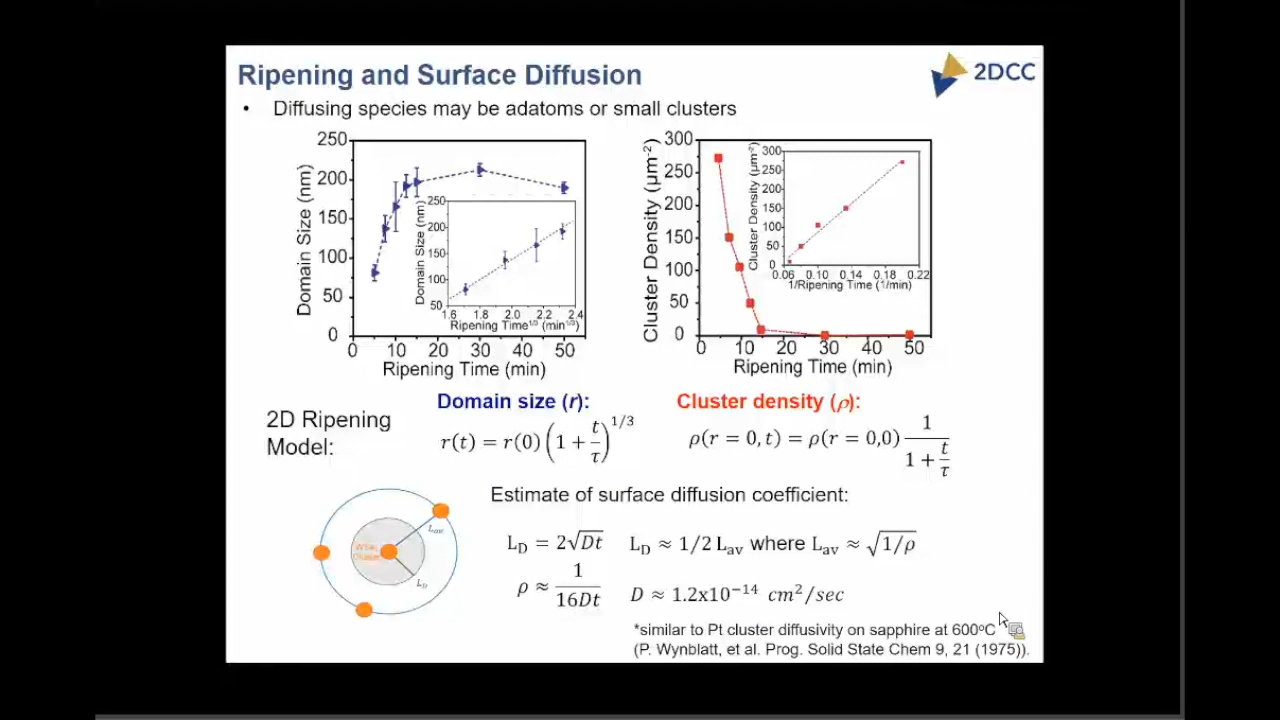 Ripening and Surface Diffusion
2DCC
• Diffusing species may be adatoms or small clusters
250
200
150
100
50
0
Domain Size (nm)
0 10 20 30 40 50
Ripening Time (min)
250
200
150
100
50
Domain Size (nm)
1.6 1.8 2.0 2.2 2.4
Ripening Time^1/3 (min^1/3)
300
250
200
150
100
50
0
Cluster Density (μm⁻²)
0 10 20 30 40 50
Ripening Time (min)
300
250
200
150
100
50
0
Cluster Density (μm⁻²)
0.06 0.10 0.14 0.18 0.22
1/Ripening Time (1/min)
2D Ripening
Model:
Domain size (r):
r(t) = r(0)(1 + t/τ)^1/3
Cluster density (ρ):
ρ(r = 0, t) = ρ(r = 0,0) 1/(1 + t/τ)
Estimate of surface diffusion coefficient:
L_D = 2√Dt L_D ≈ 1/2 L_av where L_av ≈ √1/ρ
ρ ≈ 1/16Dt D ≈ 1.2x10⁻¹⁴ cm²/sec
L_D
*similar to Pt cluster diffusivity on sapphire at 600°C
(P. Wynblatt, et al. Prog. Solid State Chem 9, 21 (1975)).